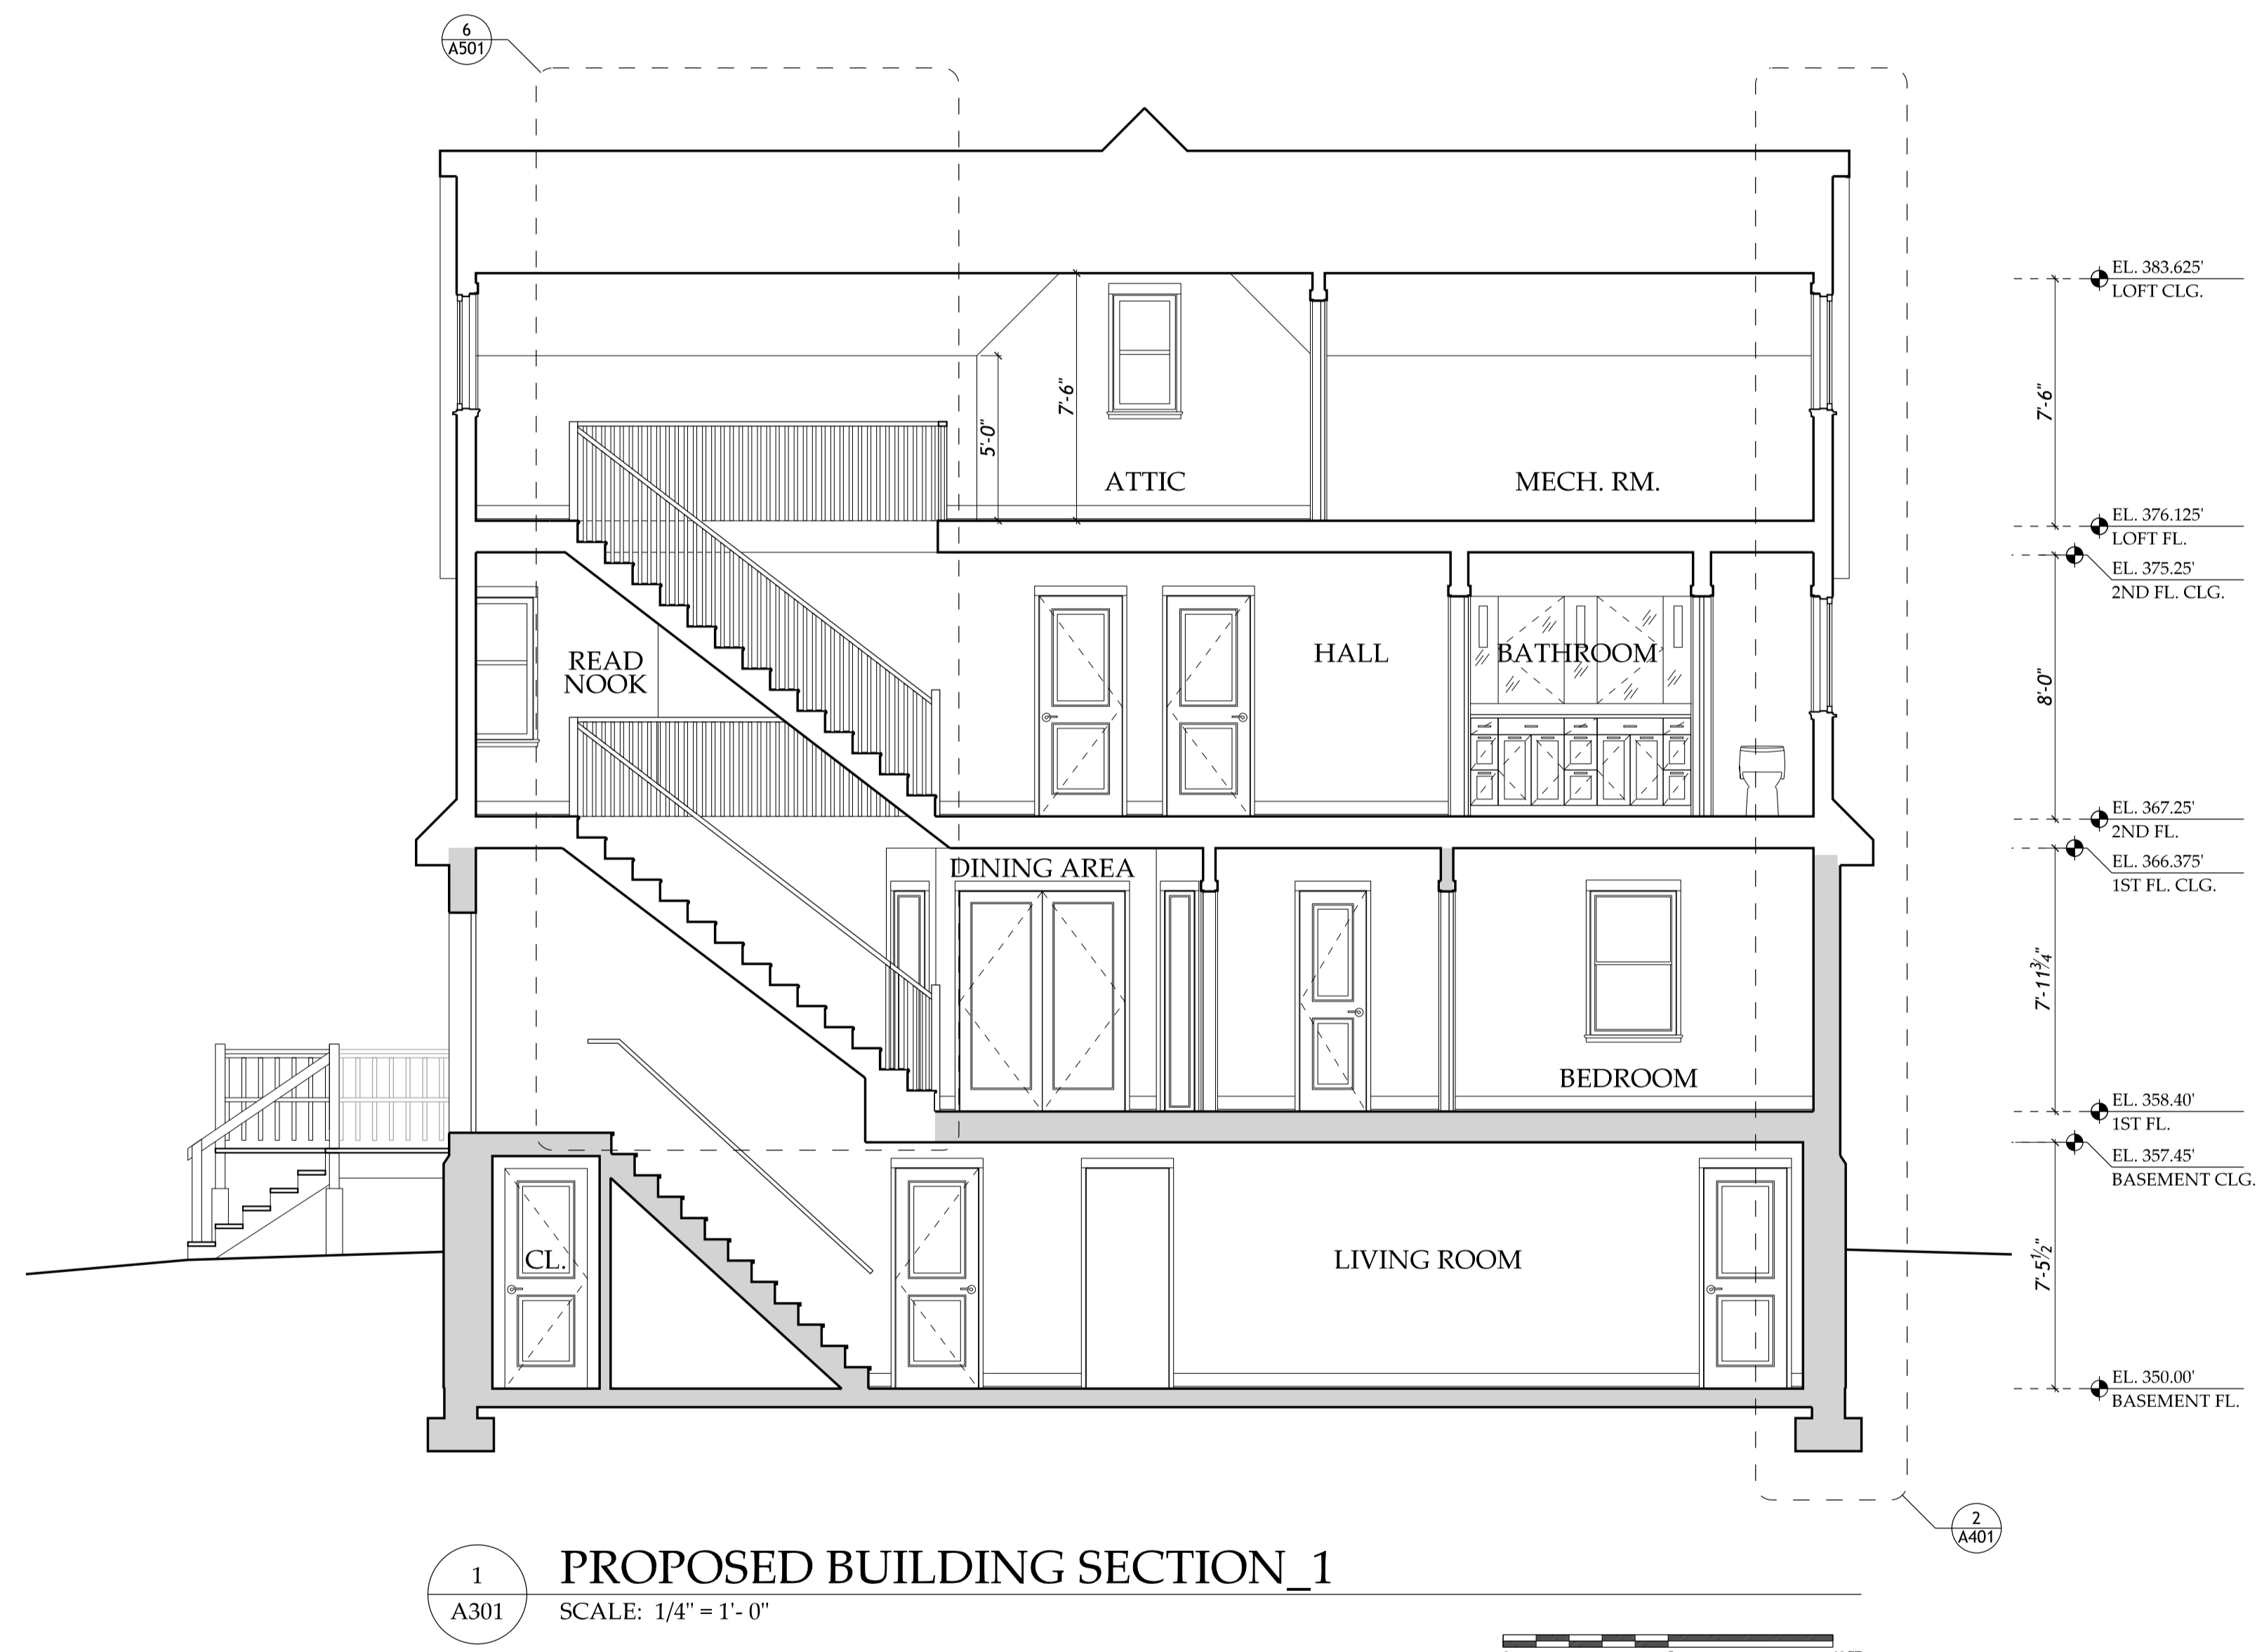 6
A501
EL. 383.625'
LOFT CLG.
7'-6"
7'-6"
5'-0"
ATTIC
MECH. RM.
EL. 376.125'
LOFT FL.
EL. 375.25'
2ND FL. CLG.
READ
NOOK
HALL
BATHROOM
8'-0"
EL. 367.25'
2ND FL.
EL. 366.375'
1ST FL. CLG.
DINING AREA
7'-11¾"
BEDROOM
EL. 358.40'
1ST FL.
EL. 357.45'
BASEMENT CLG.
CL.
LIVING ROOM
7'-5½"
EL. 350.00'
BASEMENT FL.
2
A401
1
A301
PROPOSED BUILDING SECTION_1
SCALE: 1/4" = 1'- 0"